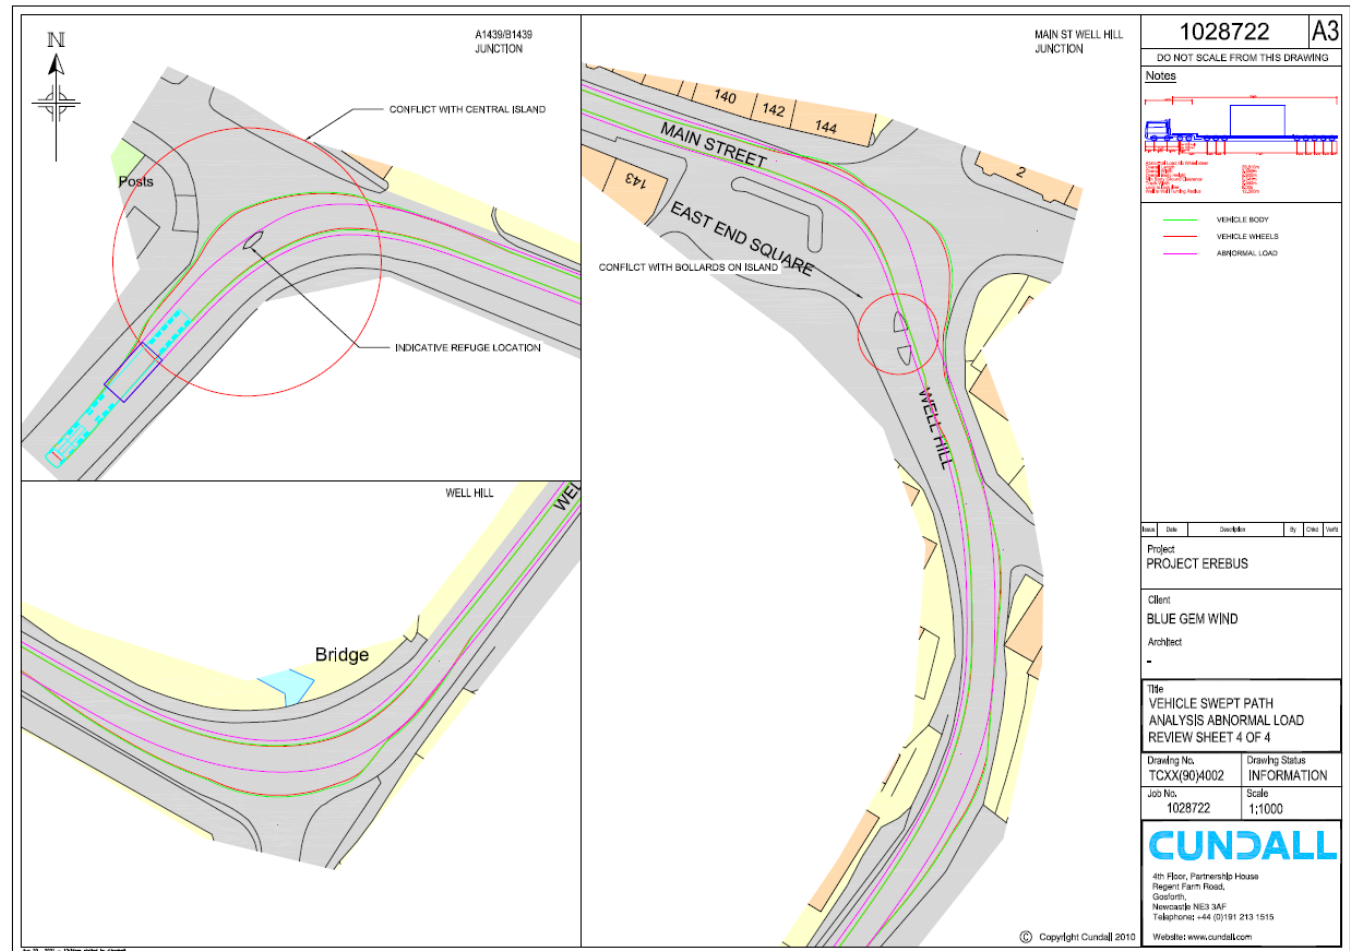 N
A1439/B1439
JUNCTION
CONFLICT WITH CENTRAL ISLAND
Posts
INDICATIVE REFUGE LOCATION
WELL HILL
WEL
Bridge
MAIN ST WELL HILL
JUNCTION
140
142
144
MAIN STREET
143
2
EAST END SQUARE
CONFILCT WITH BOLLARDS ON ISLAND
WELL HILL
© Copyright Cundall 2010
1028722
A3
DO NOT SCALE FROM THIS DRAWING
Notes
VEHICLE BODY
VEHICLE WHEELS
ABNORMAL LOAD
Issue Date Description By Chkd Verfd
Project
PROJECT EREBUS
Client
BLUE GEM WIND
Architect
-
Title
VEHICLE SWEPT PATH
ANALYSIS ABNORMAL LOAD
REVIEW SHEET 4 OF 4
Drawing No.
TCXX(90)4002
Drawing Status
INFORMATION
Job No.
1028722
Scale
1:1000
CUNDALL
4th Floor, Partnership House
Regent Farm Road,
Gosforth,
Newcastle NE3 3AF
Telephone: +44 (0)191 213 1515
Website: www.cundall.com